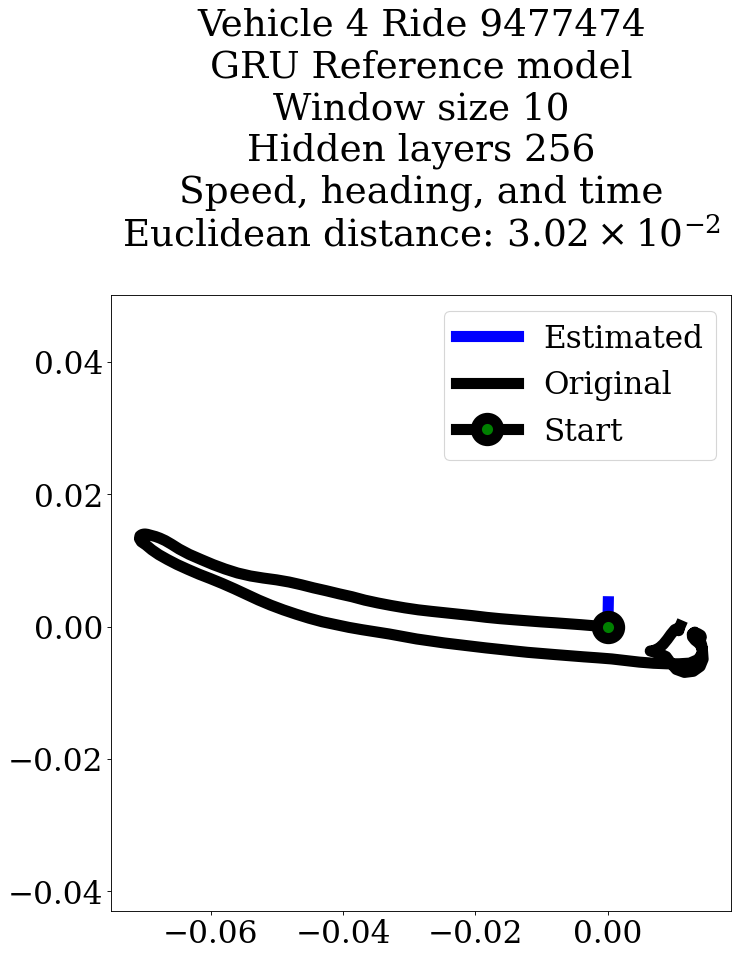 Vehicle 4 Ride 9477474
GRU Reference model
Window size 10
Hidden layers 256
Speed, heading, and time
Euclidean distance: 3.02 × 10⁻²
Estimated
Original
Start
0.04
0.02
0.00
−0.02
−0.04
−0.06 −0.04 −0.02 0.00